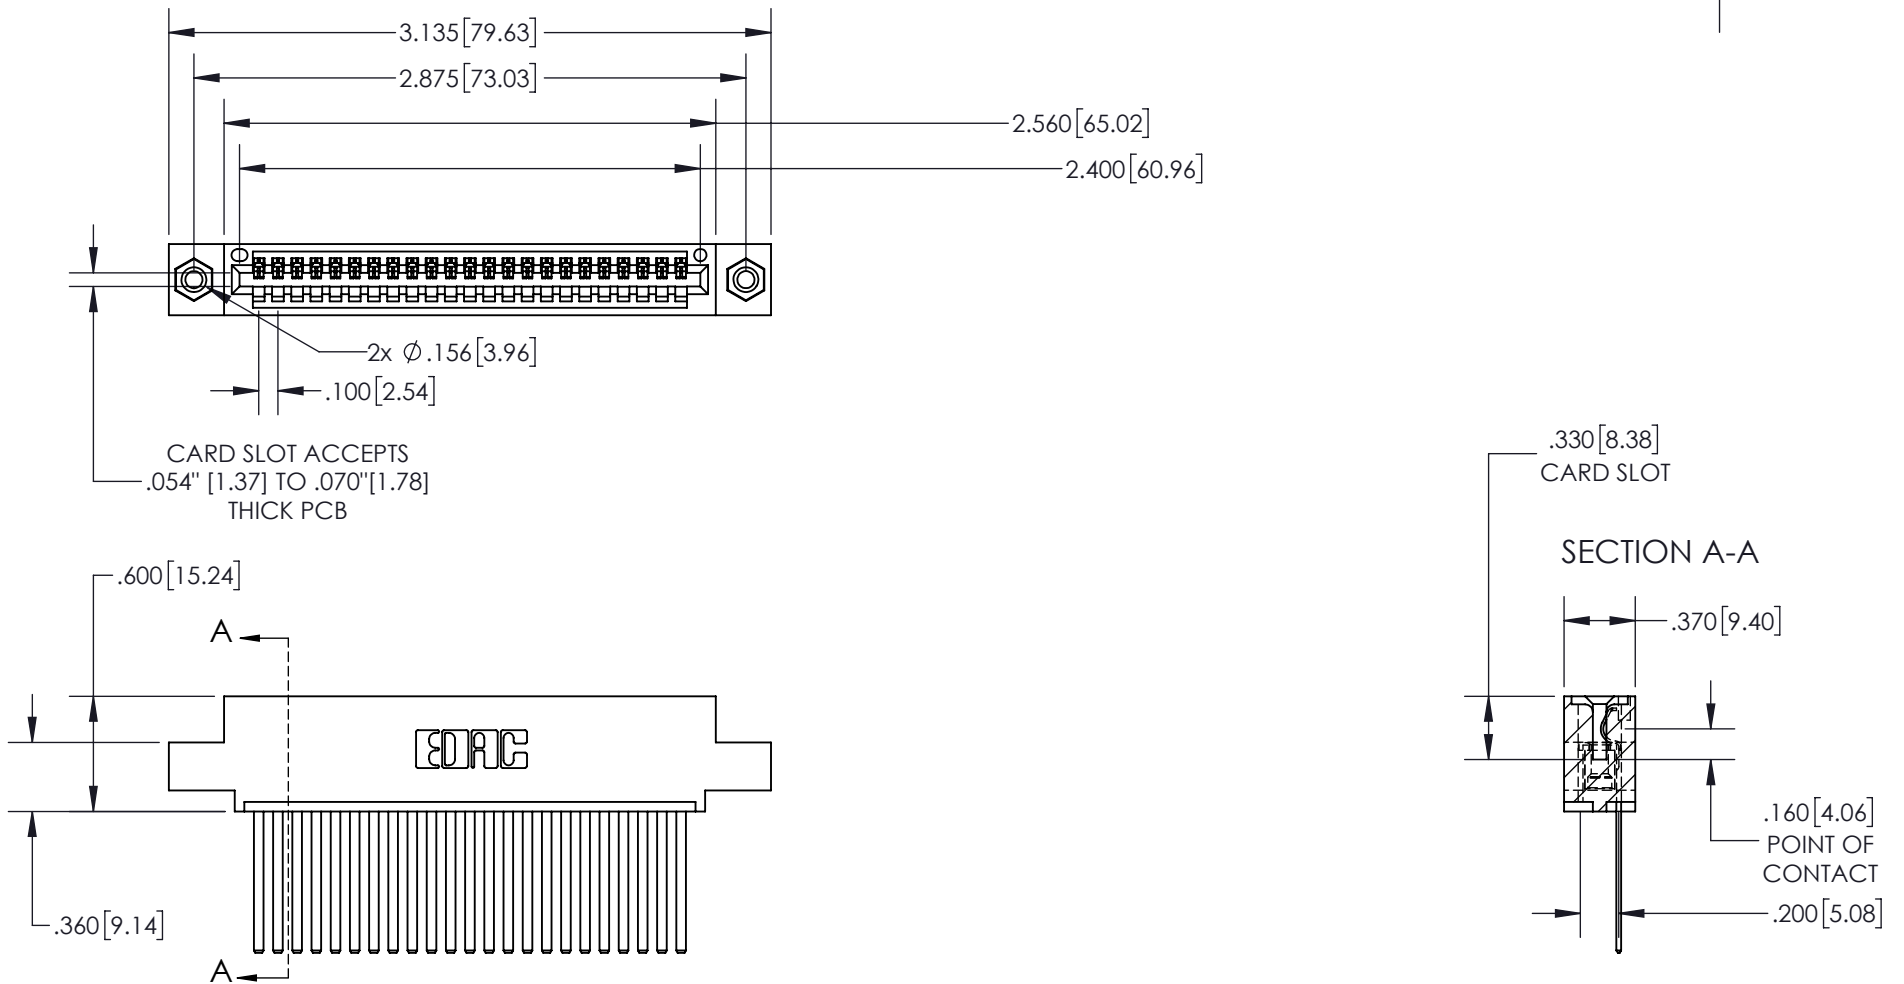 3.135[79.63]
2.875[73.03]
2.560[65.02]
2.400[60.96]
2x Ø.156[3.96]
.100[2.54]
CARD SLOT ACCEPTS
.054" [1.37] TO .070"[1.78]
THICK PCB
.330[8.38]
CARD SLOT
SECTION A-A
.600[15.24]
A
.370[9.40]
EDAC
.160[4.06]
POINT OF
CONTACT
.360[9.14]
.200[5.08]
A